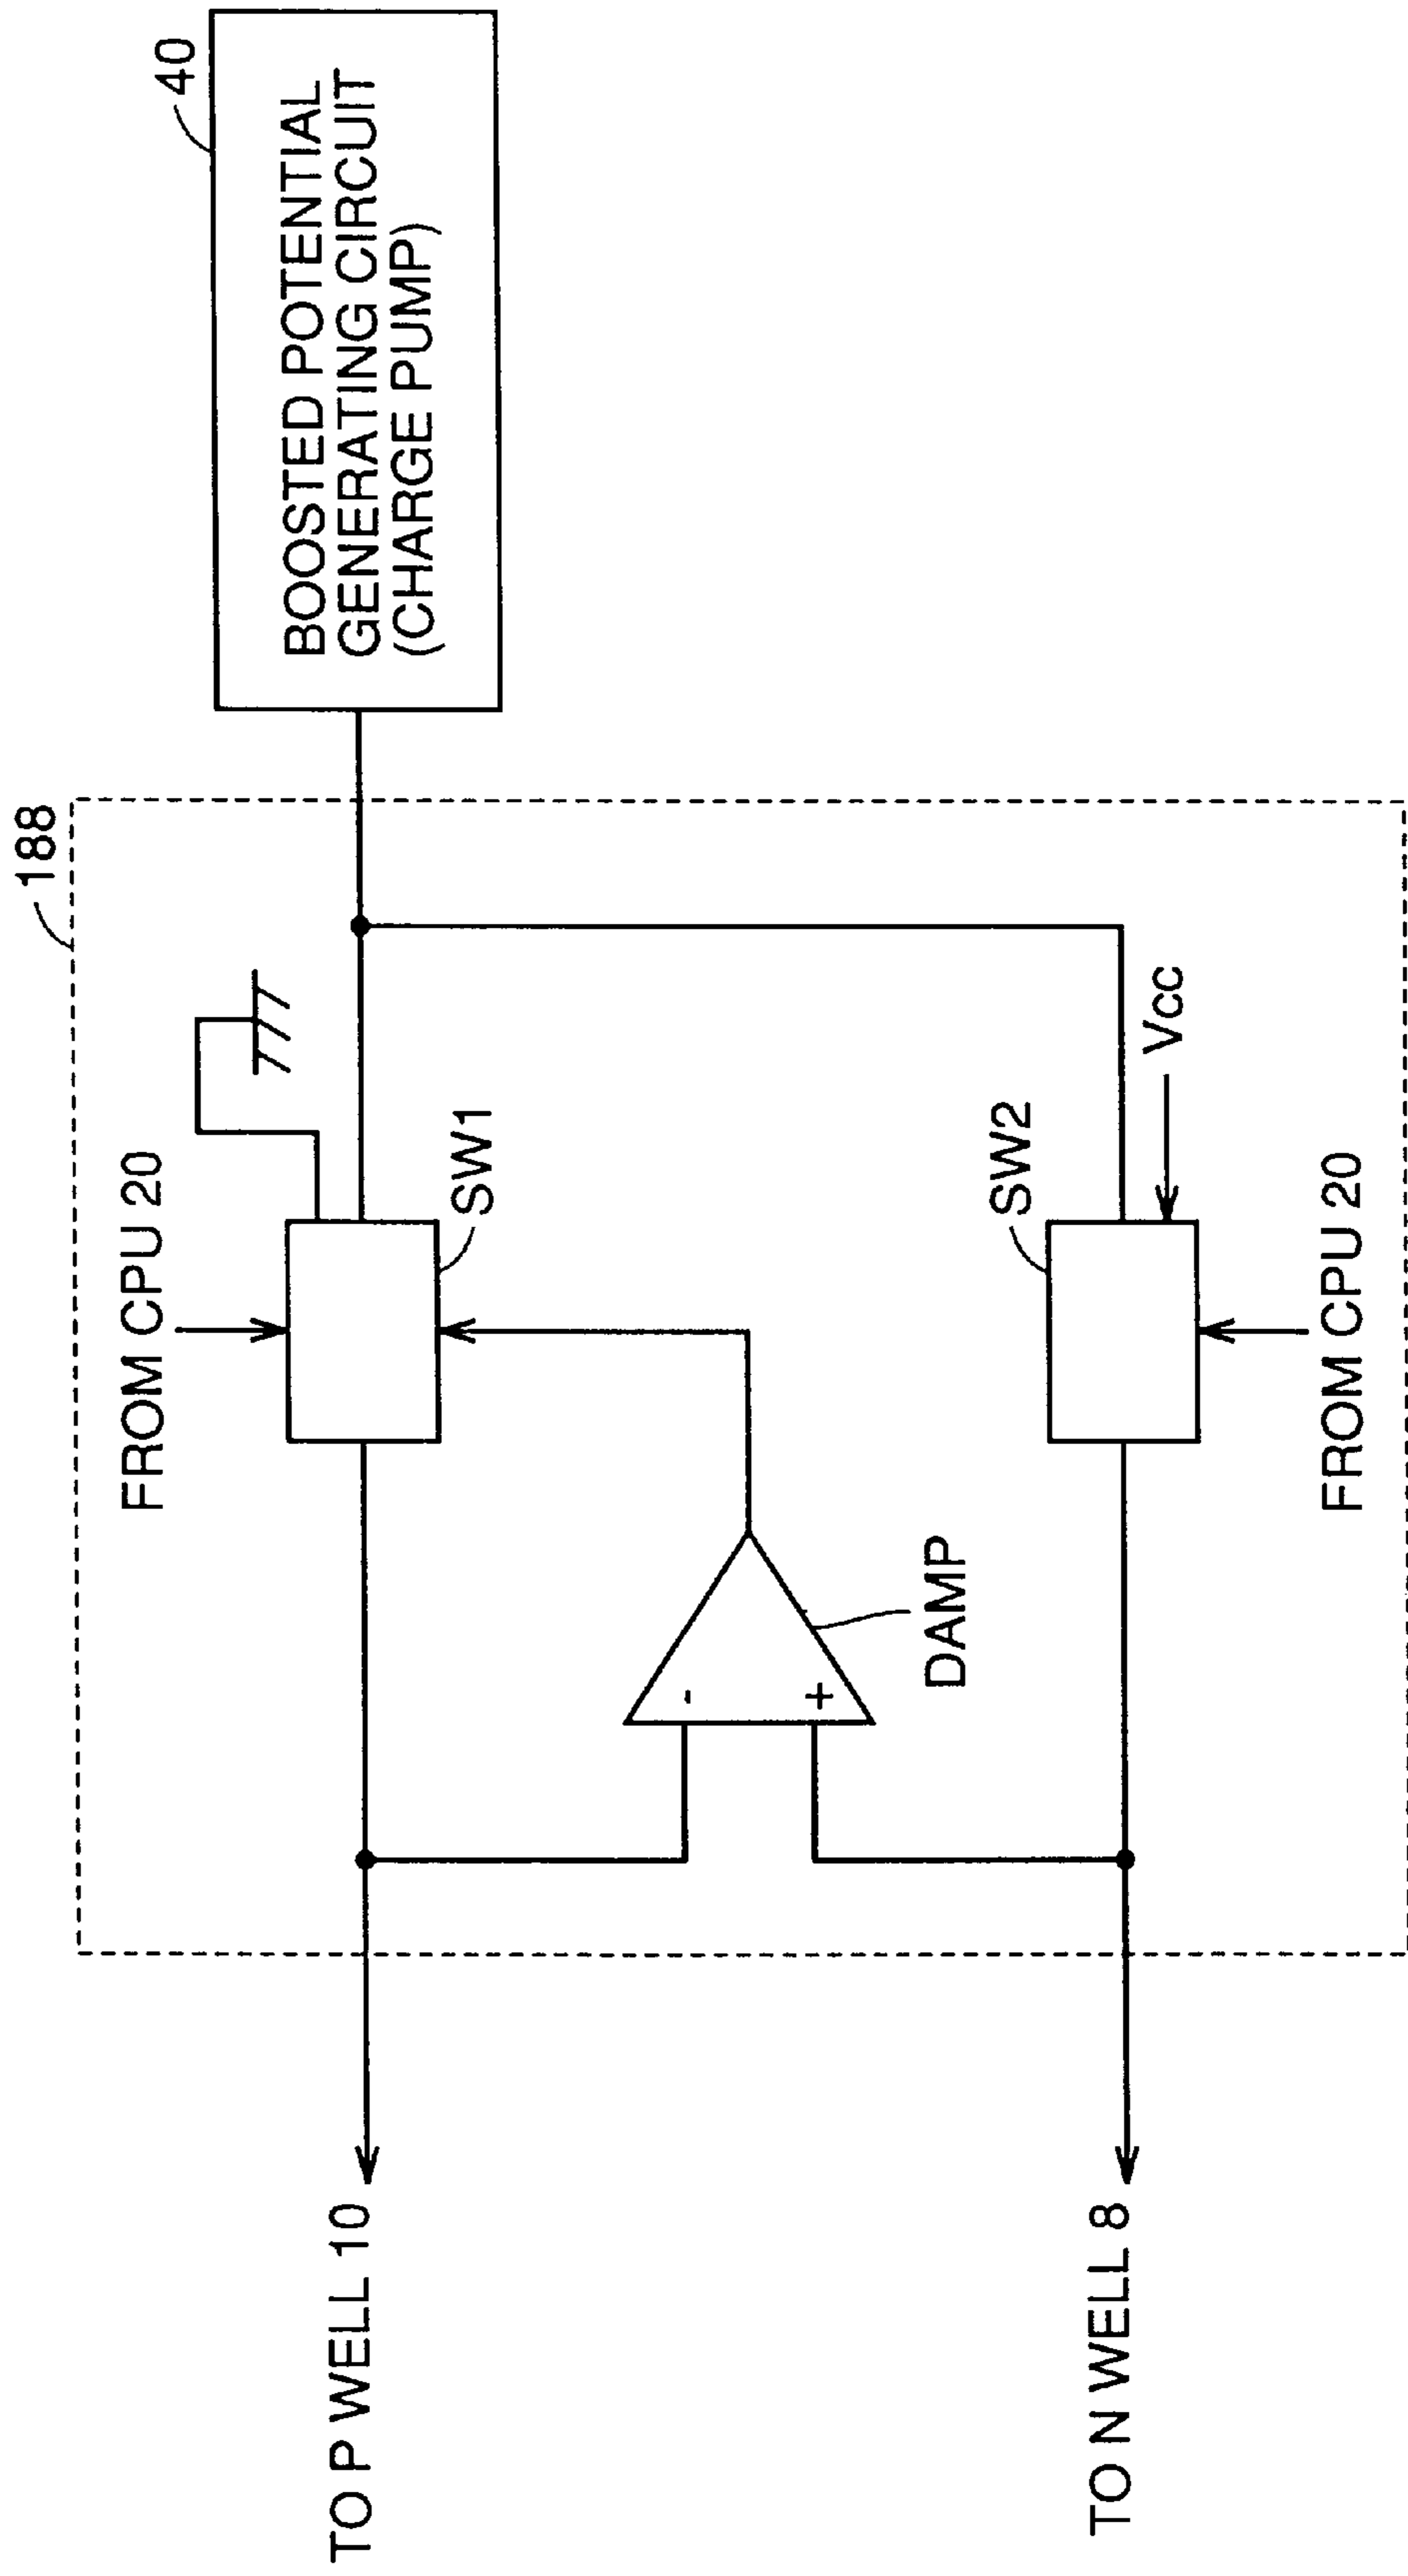 40
BOOSTED POTENTIAL
GENERATING CIRCUIT
(CHARGE PUMP)
188
FROM CPU 20
SW1
SW2
Vcc
FROM CPU 20
-
+
DAMP
TO P WELL 10
TO N WELL 8